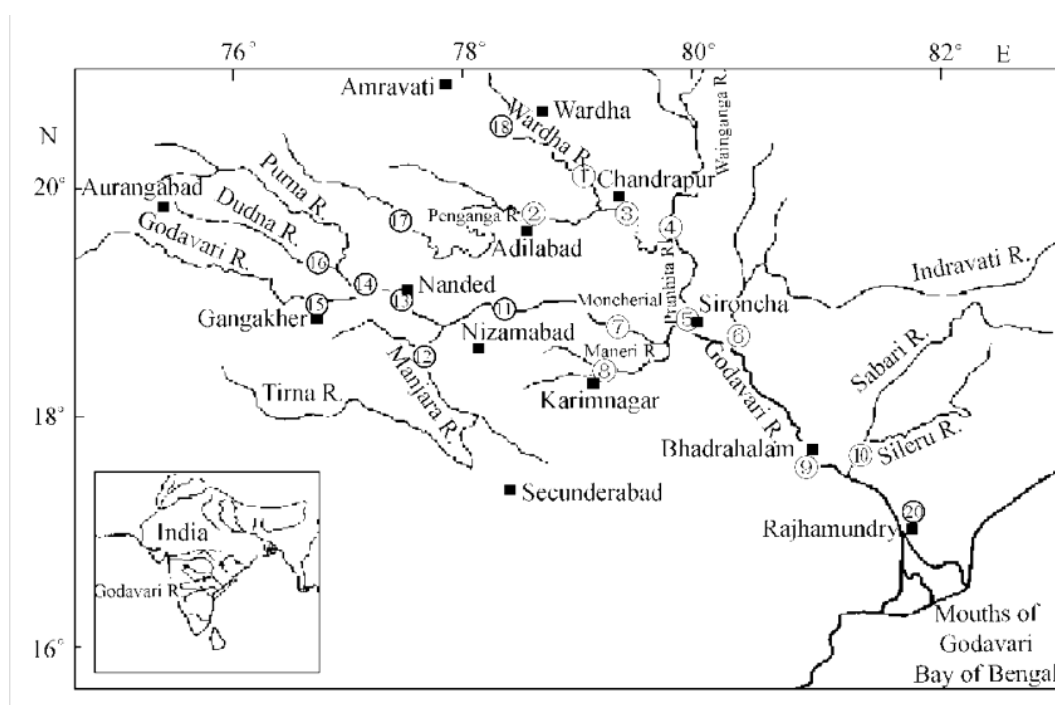 76° 78° 80° 82° E
N
20°
18°
16°
Amravati
Wardha
Wardha R.
Wainganga R.
⑱
①
Chandrapur
Aurangabad
Purna R.
Dudna R.
Godavari R.
⑰
Penganga R.
②
③
④
Adilabad
⑯
⑭
Nanded
⑬
⑮
Gangakher
⑪
Moncherial
Pranhita R.
Sironcha
Indravati R.
Nizamabad
⑦
⑤
⑥
⑫
Maneri R.
⑧
Karimnagar
Manjara R.
Tirna R.
Godavari R.
Sabari R.
Sileru R.
Bhadrahalam
⑨
⑩
Secunderabad
⑳
Rajhamundry
India
Godavari R
Mouths of
Godavari
Bay of Bengal